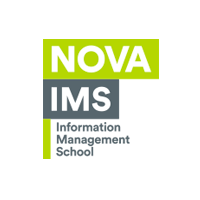 NOVA
IMS
Information
Management
School